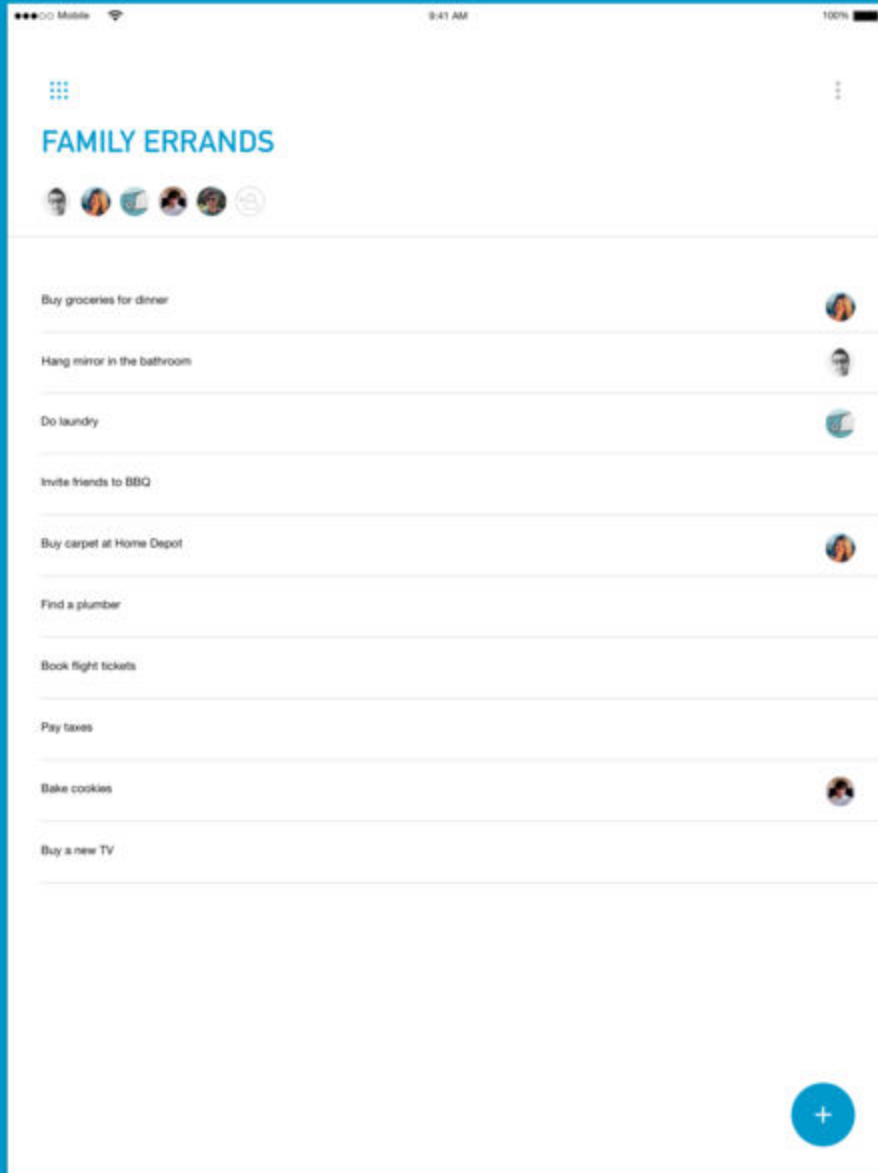 Mobile 9:41 AM 100%
FAMILY ERRANDS
Buy groceries for dinner
Hang mirror in the bathroom
Do laundry
Invite friends to BBQ
Buy carpet at Home Depot
Find a plumber
Book flight tickets
Pay taxes
Bake cookies
Buy a new TV
+